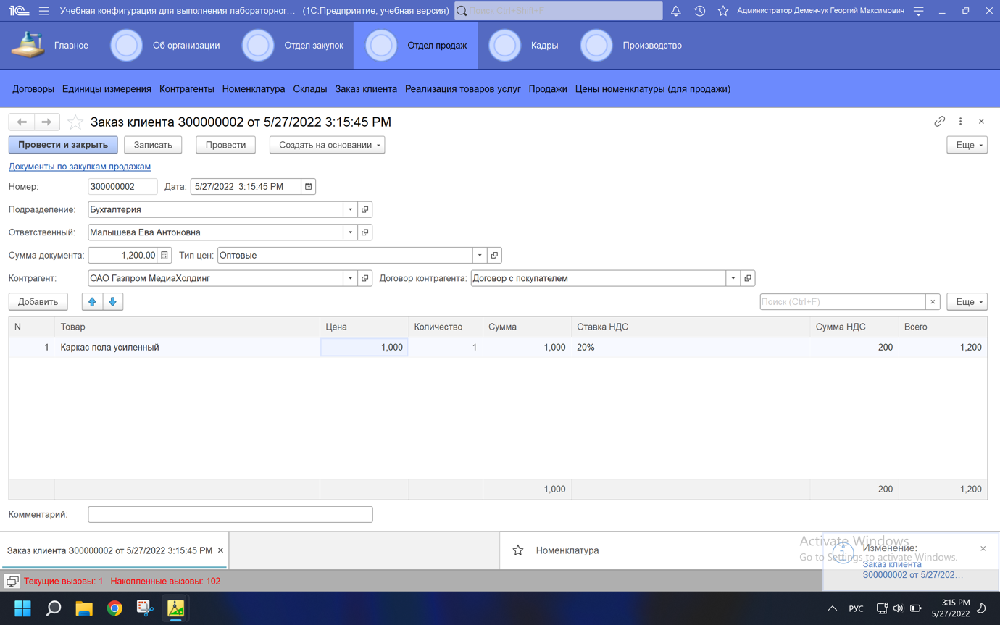 1С Учебная конфигурация для выполнения лабораторног... (1С:Предприятие, учебная версия) Поиск Ctrl+Shift+F Администратор Деменчук Георгий Максимович
Главное Об организации Отдел закупок Отдел продаж Кадры Производство
Договоры Единицы измерения Контрагенты Номенклатура Склады Заказ клиента Реализация товаров услуг Продажи Цены номенклатуры (для продажи)
Заказ клиента 300000002 от 5/27/2022 3:15:45 PM
Провести и закрыть Записать Провести Создать на основании Еще
Документы по закупкам продажам
Номер: 300000002 Дата: 5/27/2022 3:15:45 PM
Подразделение: Бухгалтерия
Ответственный: Малышева Ева Антоновна
Сумма документа: 1,200.00 Тип цен: Оптовые
Контрагент: ОАО Газпром МедиаХолдинг Договор контрагента: Договор с покупателем
Добавить Поиск (Ctrl+F) × Еще
N Товар Цена Количество Сумма Ставка НДС Сумма НДС Всего
1 Каркас пола усиленный 1,000 1 1,000 20% 200 1,200
1,000 200 1,200
Комментарий:
Заказ клиента 300000002 от 5/27/2022 3:15:45 PM × Номенклатура
Activate Windows
Go to Settings to activate Windows.
Изменение:
Заказ клиента
300000002 от 5/27/202...
Текущие вызовы: 1 Накопленные вызовы: 102
РУС 3:15 PM
5/27/2022